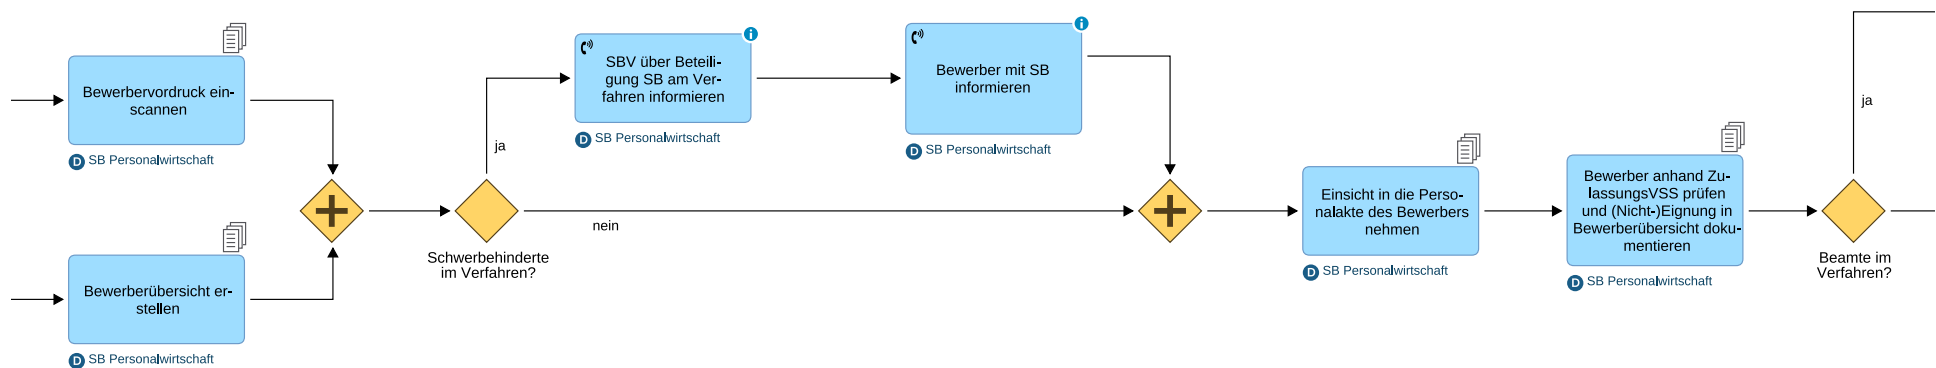 Bewerbervordruck ein-
scannen
D SB Personalwirtschaft
Bewerberübersicht er-
stellen
D SB Personalwirtschaft
Schwerbehinderte
im Verfahren?
ja
nein
SBV über Beteili-
gung SB am Ver-
fahren informieren
D SB Personalwirtschaft
Bewerber mit SB
informieren
D SB Personalwirtschaft
Einsicht in die Perso-
nalakte des Bewerbers
nehmen
D SB Personalwirtschaft
Bewerber anhand Zu-
lassungsVSS prüfen
und (Nicht-)Eignung in
Bewerberübersicht doku-
mentieren
D SB Personalwirtschaft
Beamte im
Verfahren?
ja